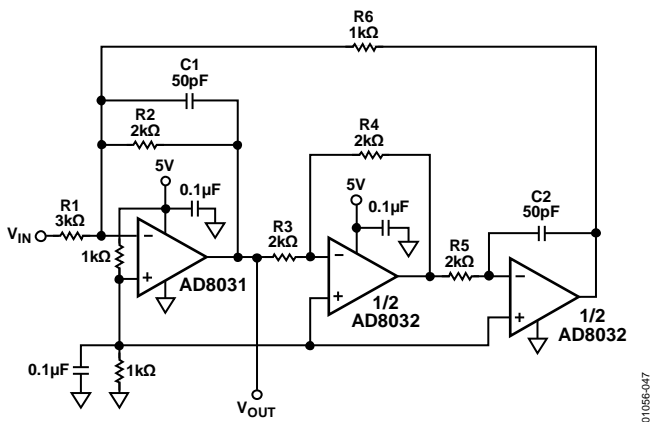 R6
1kΩ
C1
50pF
R2
2kΩ
R4
2kΩ
5V
0.1µF
5V
0.1µF
C2
50pF
R1
3kΩ
VIN
–
R3
2kΩ
–
R5
2kΩ
–
1kΩ
+
AD8031
+
1/2
AD8032
+
1/2
AD8032
0.1µF
1kΩ
VOUT
01056-047